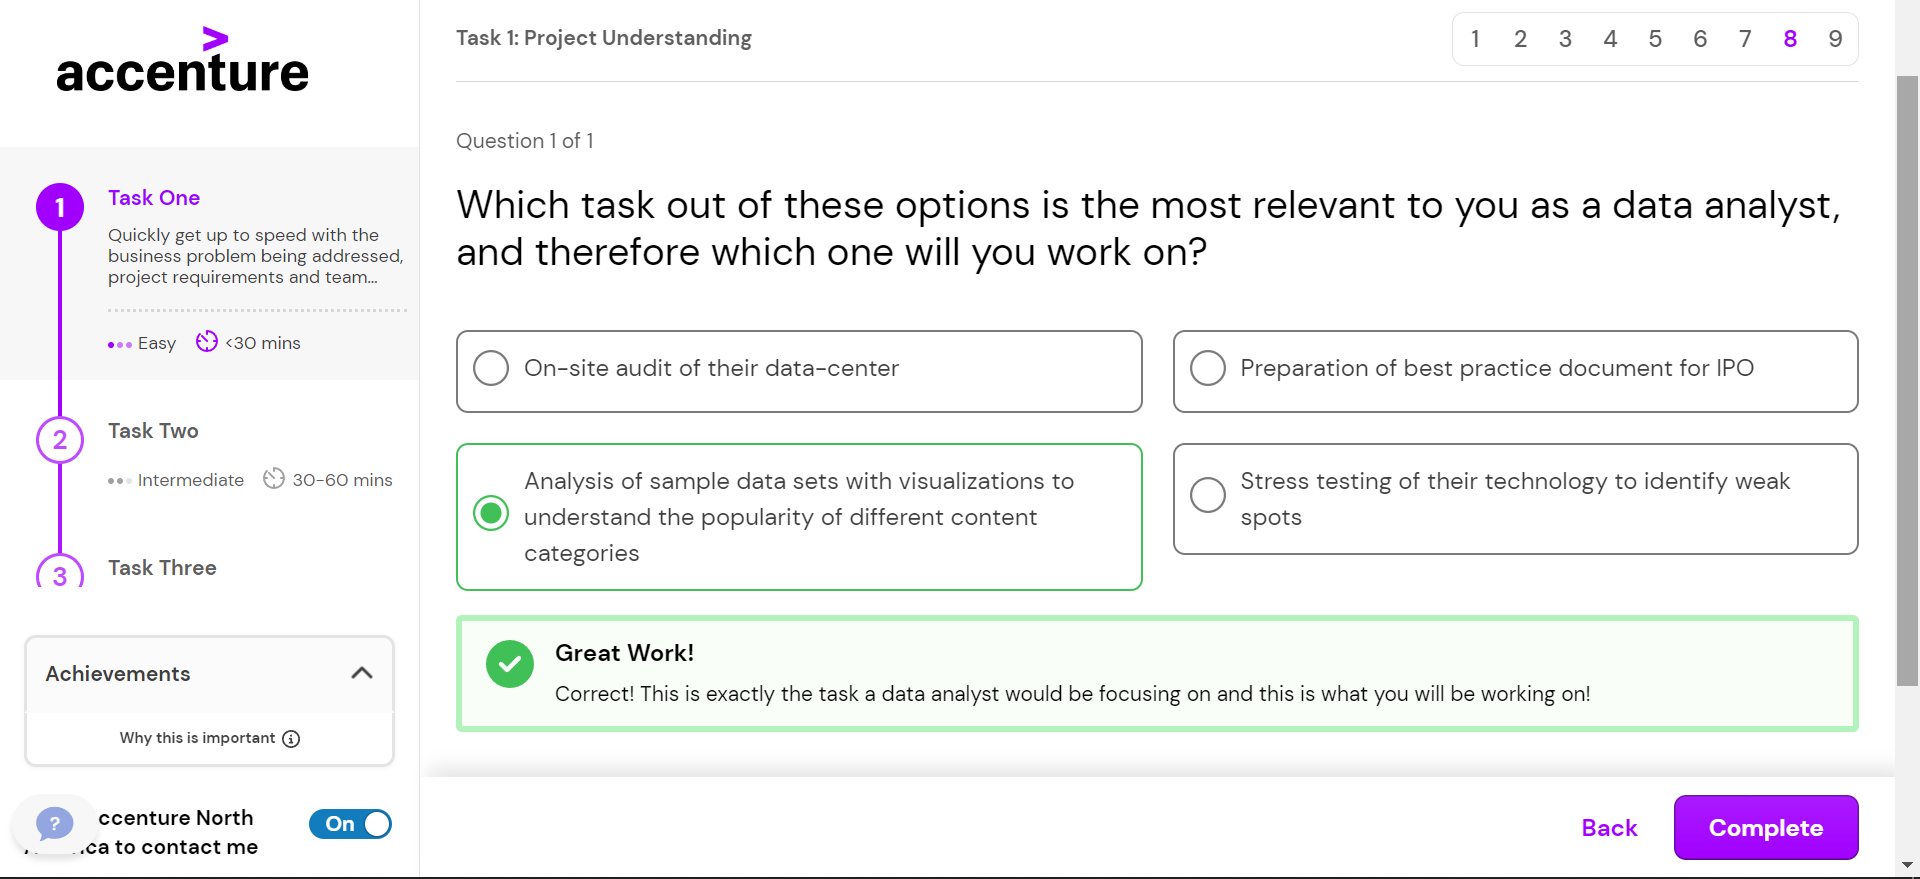 accenture
1
Task One
Quickly get up to speed with the
business problem being addressed,
project requirements and team...
Easy
<30 mins
2
Task Two
Intermediate
30-60 mins
3
Task Three
Achievements
Why this is important
ccenture North
ca to contact me
On
?
Task 1: Project Understanding
1 2 3 4 5 6 7 8 9
Question 1 of 1
Which task out of these options is the most relevant to you as a data analyst,
and therefore which one will you work on?
On-site audit of their data-center
Preparation of best practice document for IPO
Analysis of sample data sets with visualizations to
understand the popularity of different content
categories
Stress testing of their technology to identify weak
spots
Great Work!
Correct! This is exactly the task a data analyst would be focusing on and this is what you will be working on!
Back
Complete